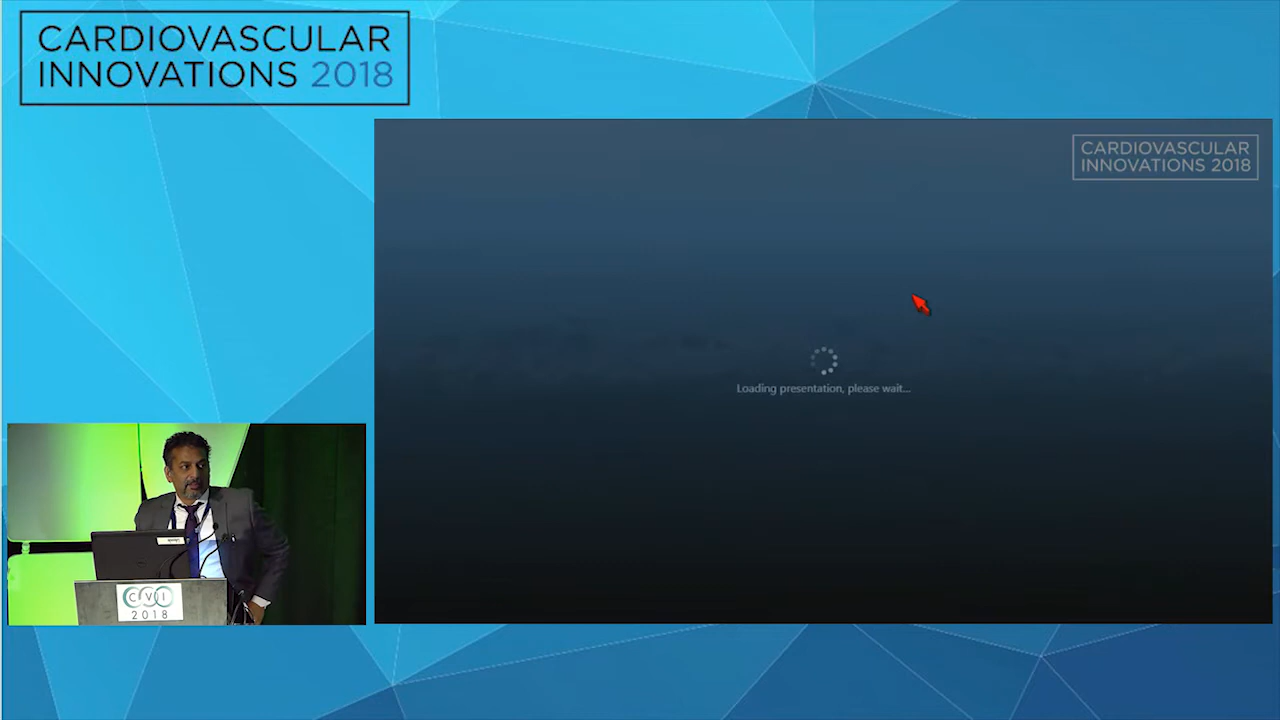 CARDIOVASCULAR
INNOVATIONS 2018
CARDIOVASCULAR
INNOVATIONS 2018
Loading presentation, please wait...
CVI
2018